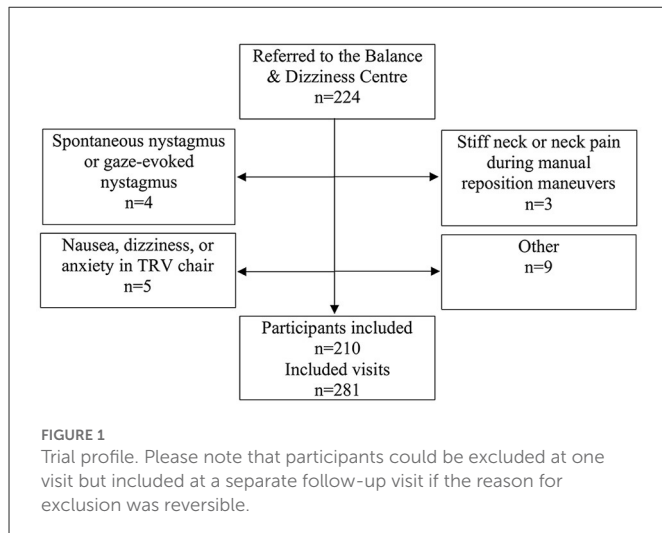 Referred to the Balance
& Dizziness Centre
n=224
Spontaneous nystagmus
or gaze-evoked
nystagmus
n=4
Stiff neck or neck pain
during manual
reposition maneuvers
n=3
Nausea, dizziness, or
anxiety in TRV chair
n=5
Other
n=9
Participants included
n=210
Included visits
n=281
FIGURE 1
Trial profile. Please note that participants could be excluded at one
visit but included at a separate follow-up visit if the reason for
exclusion was reversible.